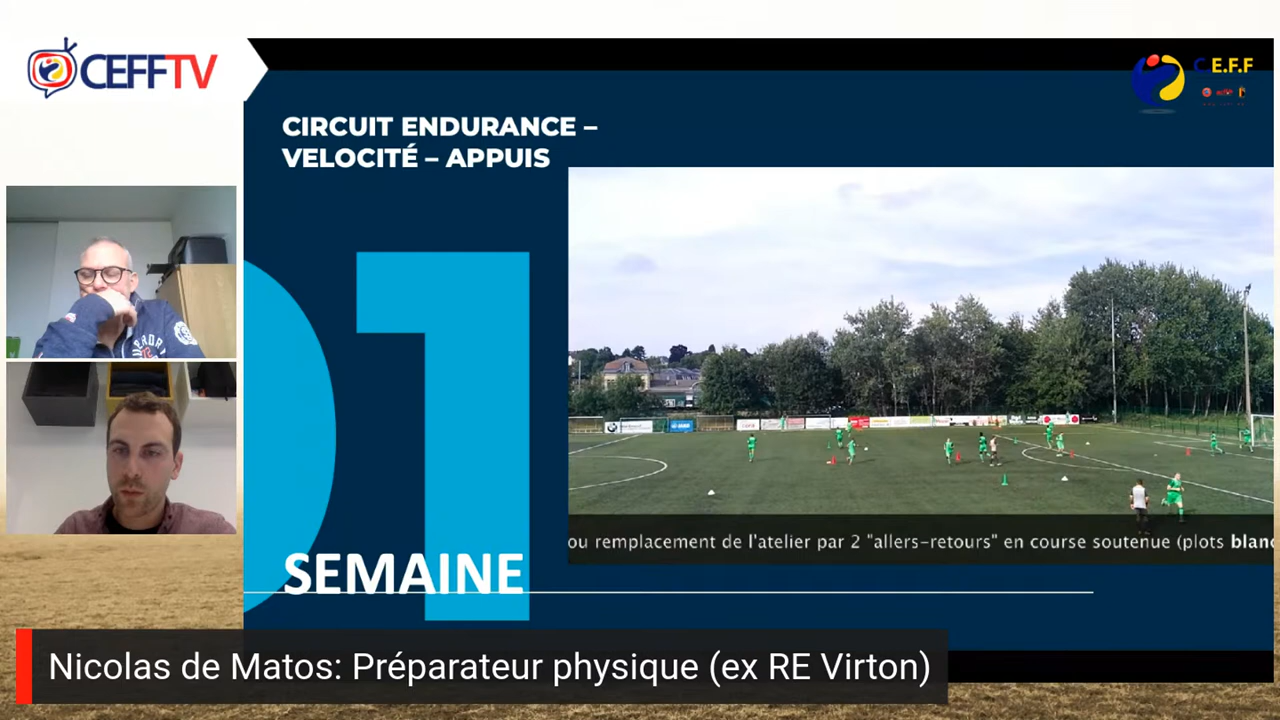 CEFFTV
C.E.F.F
CIRCUIT ENDURANCE –
VELOCITÉ – APPUIS
01
SEMAINE
ou remplacement de l'atelier par 2 "allers-retours" en course soutenue (plots blanc
Nicolas de Matos: Préparateur physique (ex RE Virton)